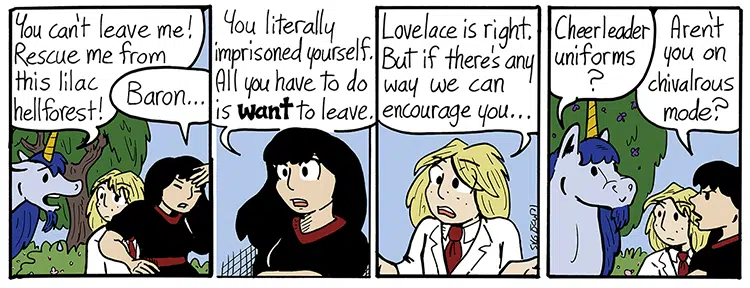 You can't leave me!
Rescue me from
this lilac
hellforest!
Baron...
You literally
imprisoned yourself.
All you have to do
is want to leave.
Lovelace is right.
But if there's any
way we can
encourage you...
Cheerleader
uniforms
?
Aren't
you on
chivalrous
mode?